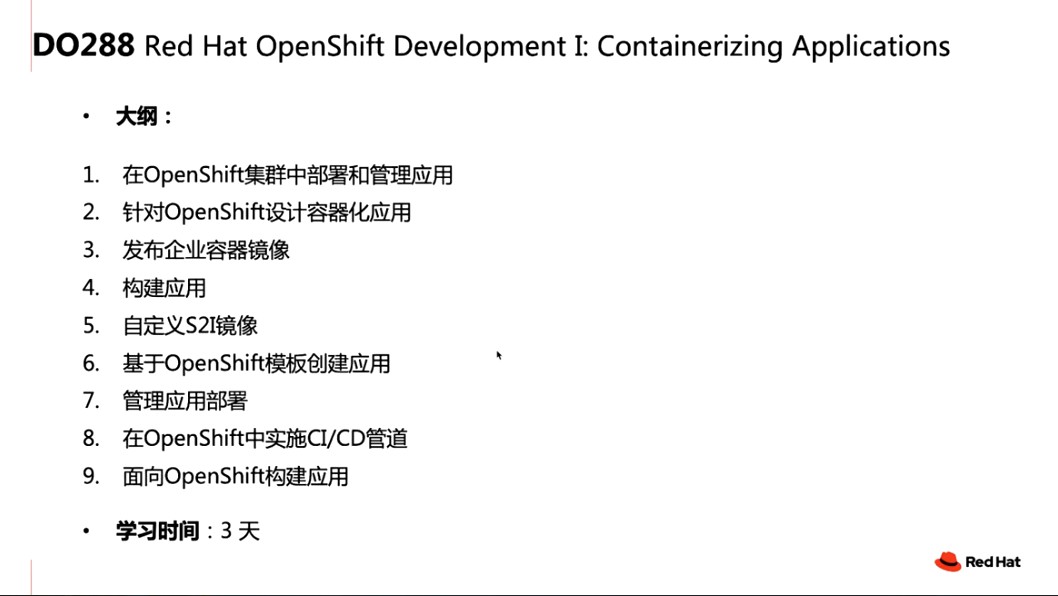 DO288 Red Hat OpenShift Development I: Containerizing Applications
• 大纲：
1. 在OpenShift集群中部署和管理应用
2. 针对OpenShift设计容器化应用
3. 发布企业容器镜像
4. 构建应用
5. 自定义S2I镜像
6. 基于OpenShift模板创建应用
7. 管理应用部署
8. 在OpenShift中实施CI/CD管道
9. 面向OpenShift构建应用
• 学习时间：3 天
Red Hat